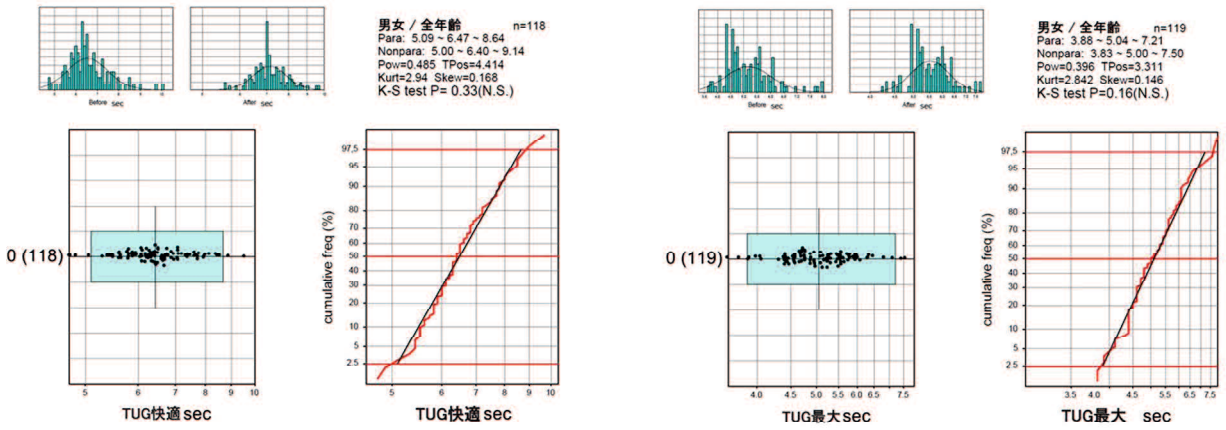 男女 / 全年齢 n=118
Para: 5.09 ~ 6.47 ~ 8.64
Nonpara: 5.00 ~ 6.40 ~ 9.14
Pow=0.485 TPos=4,414
Kurt=2.94 Skew=0.168
K-S test P= 0.33(N.S.)
Before sec
After sec
0 (118)
5 6 7 8 9 10
TUG快適 sec
cumulative freq (%)
97,5
95
90
80
70
60
50
40
30
20
10
5
2.5
5 6 7 8 9 10
TUG快適 sec
男女 / 全年齢 n=119
Para: 3.88 ~ 5.04 ~ 7.21
Nonpara: 3.83 ~ 5.00 ~ 7.50
Pow=0.396 TPos=3.311
Kurt=2.842 Skew=0.146
K-S test P=0.16(N.S.)
Before sec
After sec
0 (119)
4.0 4.5 5.0 5.5 6.0 6.5 7.5
TUG最大 sec
cumulative freq (%)
97,5
95
90
80
70
60
50
40
30
20
10
5
2.5
3.5 4.0 4.5 5.0 5.5 6.5 7.5
TUG最大 sec